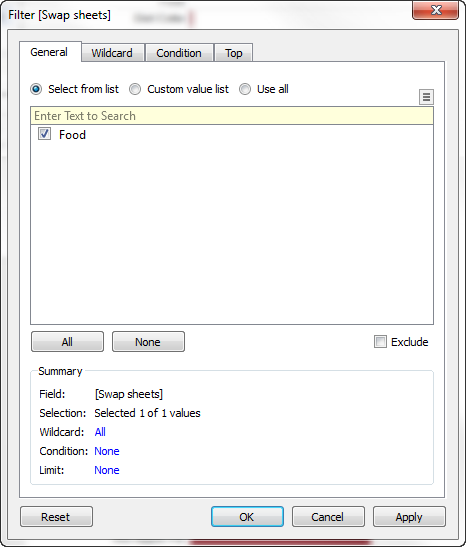 Filter [Swap sheets]
General Wildcard Condition Top
Select from list Custom value list Use all
Enter Text to Search
Food
All None Exclude
Summary
Field: [Swap sheets]
Selection: Selected 1 of 1 values
Wildcard: All
Condition: None
Limit: None
Reset OK Cancel Apply